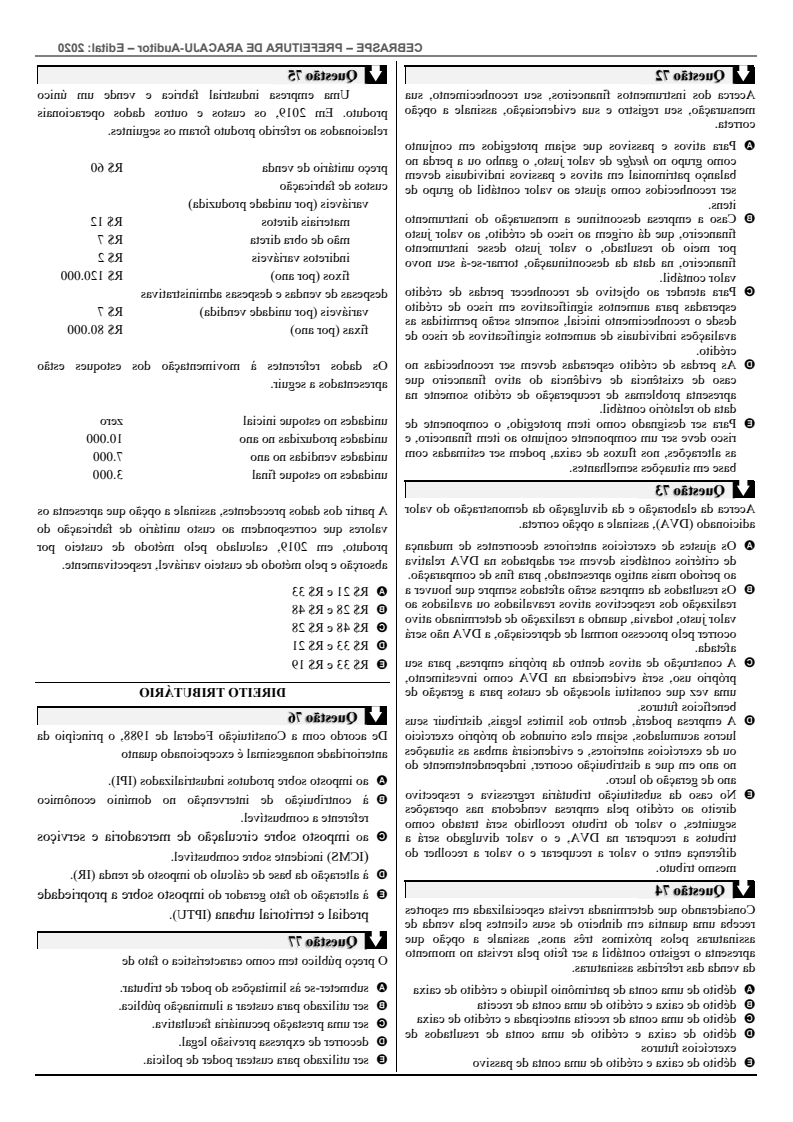 CEBRASPE – PREFEITURA DE ARACAJU-Auditor – Edital: 2020
Questão 72
Acerca dos instrumentos financeiros, seu reconhecimento, sua
mensuração, seu registro e sua evidenciação, assinale a opção
correta.
A Para ativos e passivos que sejam protegidos em conjunto
como grupo no hedge de valor justo, o ganho ou a perda no
balanço patrimonial em ativos e passivos individuais devem
ser reconhecidos como ajuste ao valor contábil do grupo de
itens.
B Caso a empresa descontinue a mensuração do instrumento
financeiro, que dá origem ao risco de crédito, ao valor justo
por meio do resultado, o valor justo desse instrumento
financeiro, na data da descontinuação, tornar-se-á seu novo
valor contábil.
C Para atender ao objetivo de reconhecer perdas de crédito
esperadas para aumentos significativos em risco de crédito
desde o reconhecimento inicial, somente serão permitidas as
avaliações individuais de aumentos significativos de risco de
crédito.
D As perdas de crédito esperadas devem ser reconhecidas no
caso de existência de evidência do ativo financeiro que
apresenta problemas de recuperação de crédito somente na
data do relatório contábil.
E Para ser designado como item protegido, o componente de
risco deve ser um componente conjunto ao item financeiro, e
as alterações, nos fluxos de caixa, podem ser estimadas com
base em situações semelhantes.
Questão 73
Acerca da elaboração e da divulgação da demonstração do valor
adicionado (DVA), assinale a opção correta.
A Os ajustes de exercícios anteriores decorrentes de mudança
de critérios contábeis devem ser adaptados na DVA relativa
ao período mais antigo apresentado, para fins de comparação.
B Os resultados da empresa serão afetados sempre que houver a
realização dos respectivos ativos reavaliados ou avaliados ao
valor justo, todavia, quando a realização de determinado ativo
ocorrer pelo processo normal de depreciação, a DVA não será
afetada.
C A construção de ativos dentro da própria empresa, para seu
próprio uso, será evidenciada na DVA como investimento,
uma vez que constitui alocação de custos para a geração de
benefícios futuros.
D A empresa poderá, dentro dos limites legais, distribuir seus
lucros acumulados, sejam eles oriundos do próprio exercício
ou de exercícios anteriores, e evidenciará ambas as situações
no ano em que a distribuição ocorrer, independentemente do
ano de geração do lucro.
E No caso da substituição tributária regressiva e respectivo
direito ao crédito pela empresa vendedora nas operações
seguintes, o valor do tributo recolhido será tratado como
tributos a recuperar na DVA, e o valor divulgado será a
diferença entre o valor a recuperar e o valor a recolher do
mesmo tributo.
Questão 74
Considerando que determinada revista especializada em esportes
receba uma quantia em dinheiro de seus clientes pela venda de
assinaturas pelos próximos três anos, assinale a opção que
apresenta o registro contábil a ser feito pela revista no momento
da venda das referidas assinaturas.
A débito de uma conta de patrimônio líquido e crédito de caixa
B débito de caixa e crédito de uma conta de receita
C débito de uma conta de receita antecipada e crédito de caixa
D débito de caixa e crédito de uma conta de resultados de
exercícios futuros
E débito de caixa e crédito de uma conta de passivo
Questão 75
Uma empresa industrial fabrica e vende um único
produto. Em 2019, os custos e outros dados operacionais
relacionados ao referido produto foram os seguintes.
preço unitário de venda R$ 60
custos de fabricação
variáveis (por unidade produzida)
materiais diretos R$ 12
mão de obra direta R$ 7
indiretos variáveis R$ 2
fixos (por ano) R$ 120.000
despesas de vendas e despesas administrativas
variáveis (por unidade vendida) R$ 7
fixas (por ano) R$ 80.000
Os dados referentes à movimentação dos estoques estão
apresentados a seguir.
unidades no estoque inicial zero
unidades produzidas no ano 10.000
unidades vendidas no ano 7.000
unidades no estoque final 3.000
A partir dos dados precedentes, assinale a opção que apresenta os
valores que correspondem ao custo unitário de fabricação do
produto, em 2019, calculado pelo método de custeio por
absorção e pelo método de custeio variável, respectivamente.
A R$ 21 e R$ 33
B R$ 28 e R$ 48
C R$ 48 e R$ 28
D R$ 33 e R$ 21
E R$ 33 e R$ 19
DIREITO TRIBUTÁRIO
Questão 76
De acordo com a Constituição Federal de 1988, o princípio da
anterioridade nonagesimal é excepcionado quanto
A ao imposto sobre produtos industrializados (IPI).
B à contribuição de intervenção no domínio econômico
referente a combustível.
C ao imposto sobre circulação de mercadoria e serviços
(ICMS) incidente sobre combustível.
D à alteração da base de cálculo do imposto de renda (IR).
E à alteração do fato gerador do imposto sobre a propriedade
predial e territorial urbana (IPTU).
Questão 77
O preço público tem como característica o fato de
A submeter-se às limitações do poder de tributar.
B ser utilizado para custear a iluminação pública.
C ser uma prestação pecuniária facultativa.
D decorrer de expressa previsão legal.
E ser utilizado para custear poder de polícia.